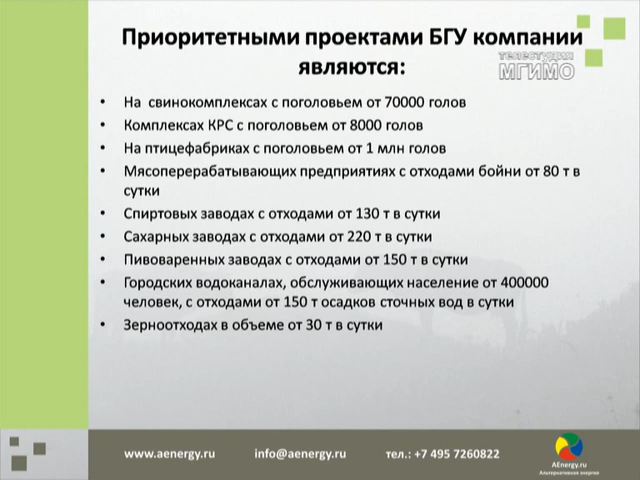 Приоритетными проектами БГУ компании
являются:
телестудия
МГИМО
• На свинокомплексах с поголовьем от 70000 голов
• Комплексах КРС с поголовьем от 8000 голов
• На птицефабриках с поголовьем от 1 млн голов
• Мясоперерабатывающих предприятиях с отходами бойни от 80 т в
сутки
• Спиртовых заводах с отходами от 130 т в сутки
• Сахарных заводах с отходами от 220 т в сутки
• Пивоваренных заводах с отходами от 150 т в сутки
• Городских водоканалах, обслуживающих население от 400000
человек, с отходами от 150 т осадков сточных вод в сутки
• Зерноотходах в объеме от 30 т в сутки
www.aenergy.ru info@aenergy.ru тел.: +7 495 7260822
AEnergy.ru
Альтернативная энергия